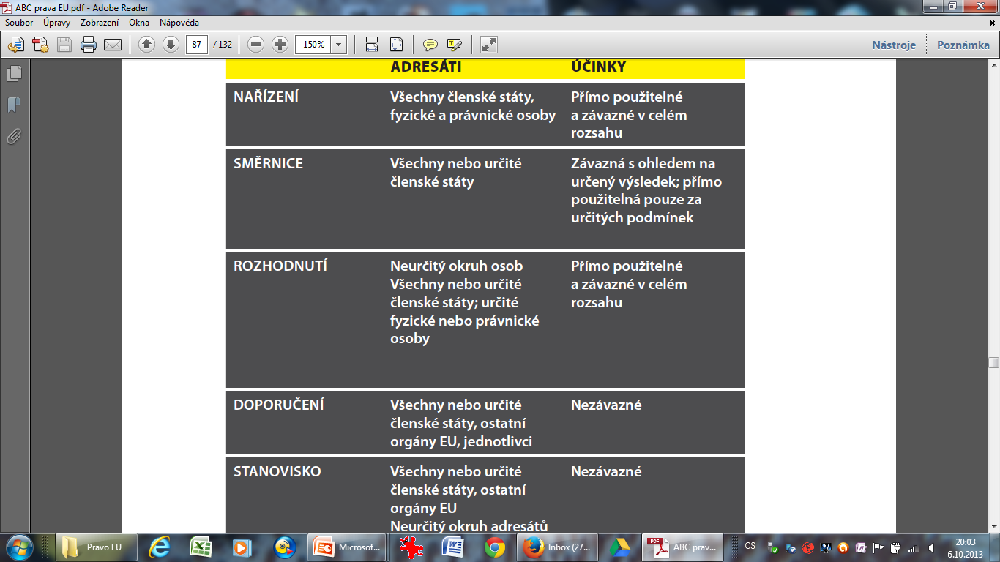 ABC prava EU.pdf - Adobe Reader
Soubor Úpravy Zobrazení Okna Nápověda
87 / 132 150% Nástroje Poznámka
ADRESÁTI ÚČINKY
NAŘÍZENÍ
Všechny členské státy,
fyzické a právnické osoby
Přímo použitelné
a závazné v celém
rozsahu
SMĚRNICE
Všechny nebo určité
členské státy
Závazná s ohledem na
určený výsledek; přímo
použitelná pouze za
určitých podmínek
ROZHODNUTÍ
Neurčitý okruh osob
Všechny nebo určité
členské státy; určité
fyzické nebo právnické
osoby
Přímo použitelné
a závazné v celém
rozsahu
DOPORUČENÍ
Všechny nebo určité
členské státy, ostatní
orgány EU, jednotlivci
Nezávazné
STANOVISKO
Všechny nebo určité
členské státy, ostatní
orgány EU
Neurčitý okruh adresátů
Nezávazné
Pravo EU Microsof... Inbox (27... PDF ABC prav... CS 20:03
6.10.2013